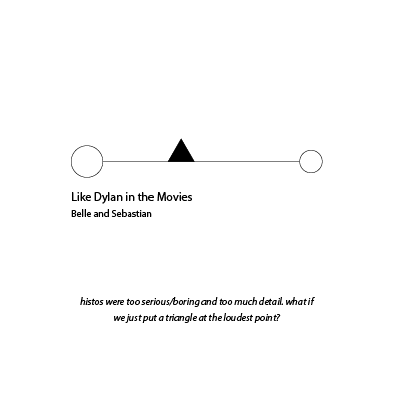 Like Dylan in the Movies
Belle and Sebastian
histos were too serious/boring and too much detail. what if
we just put a triangle at the loudest point?